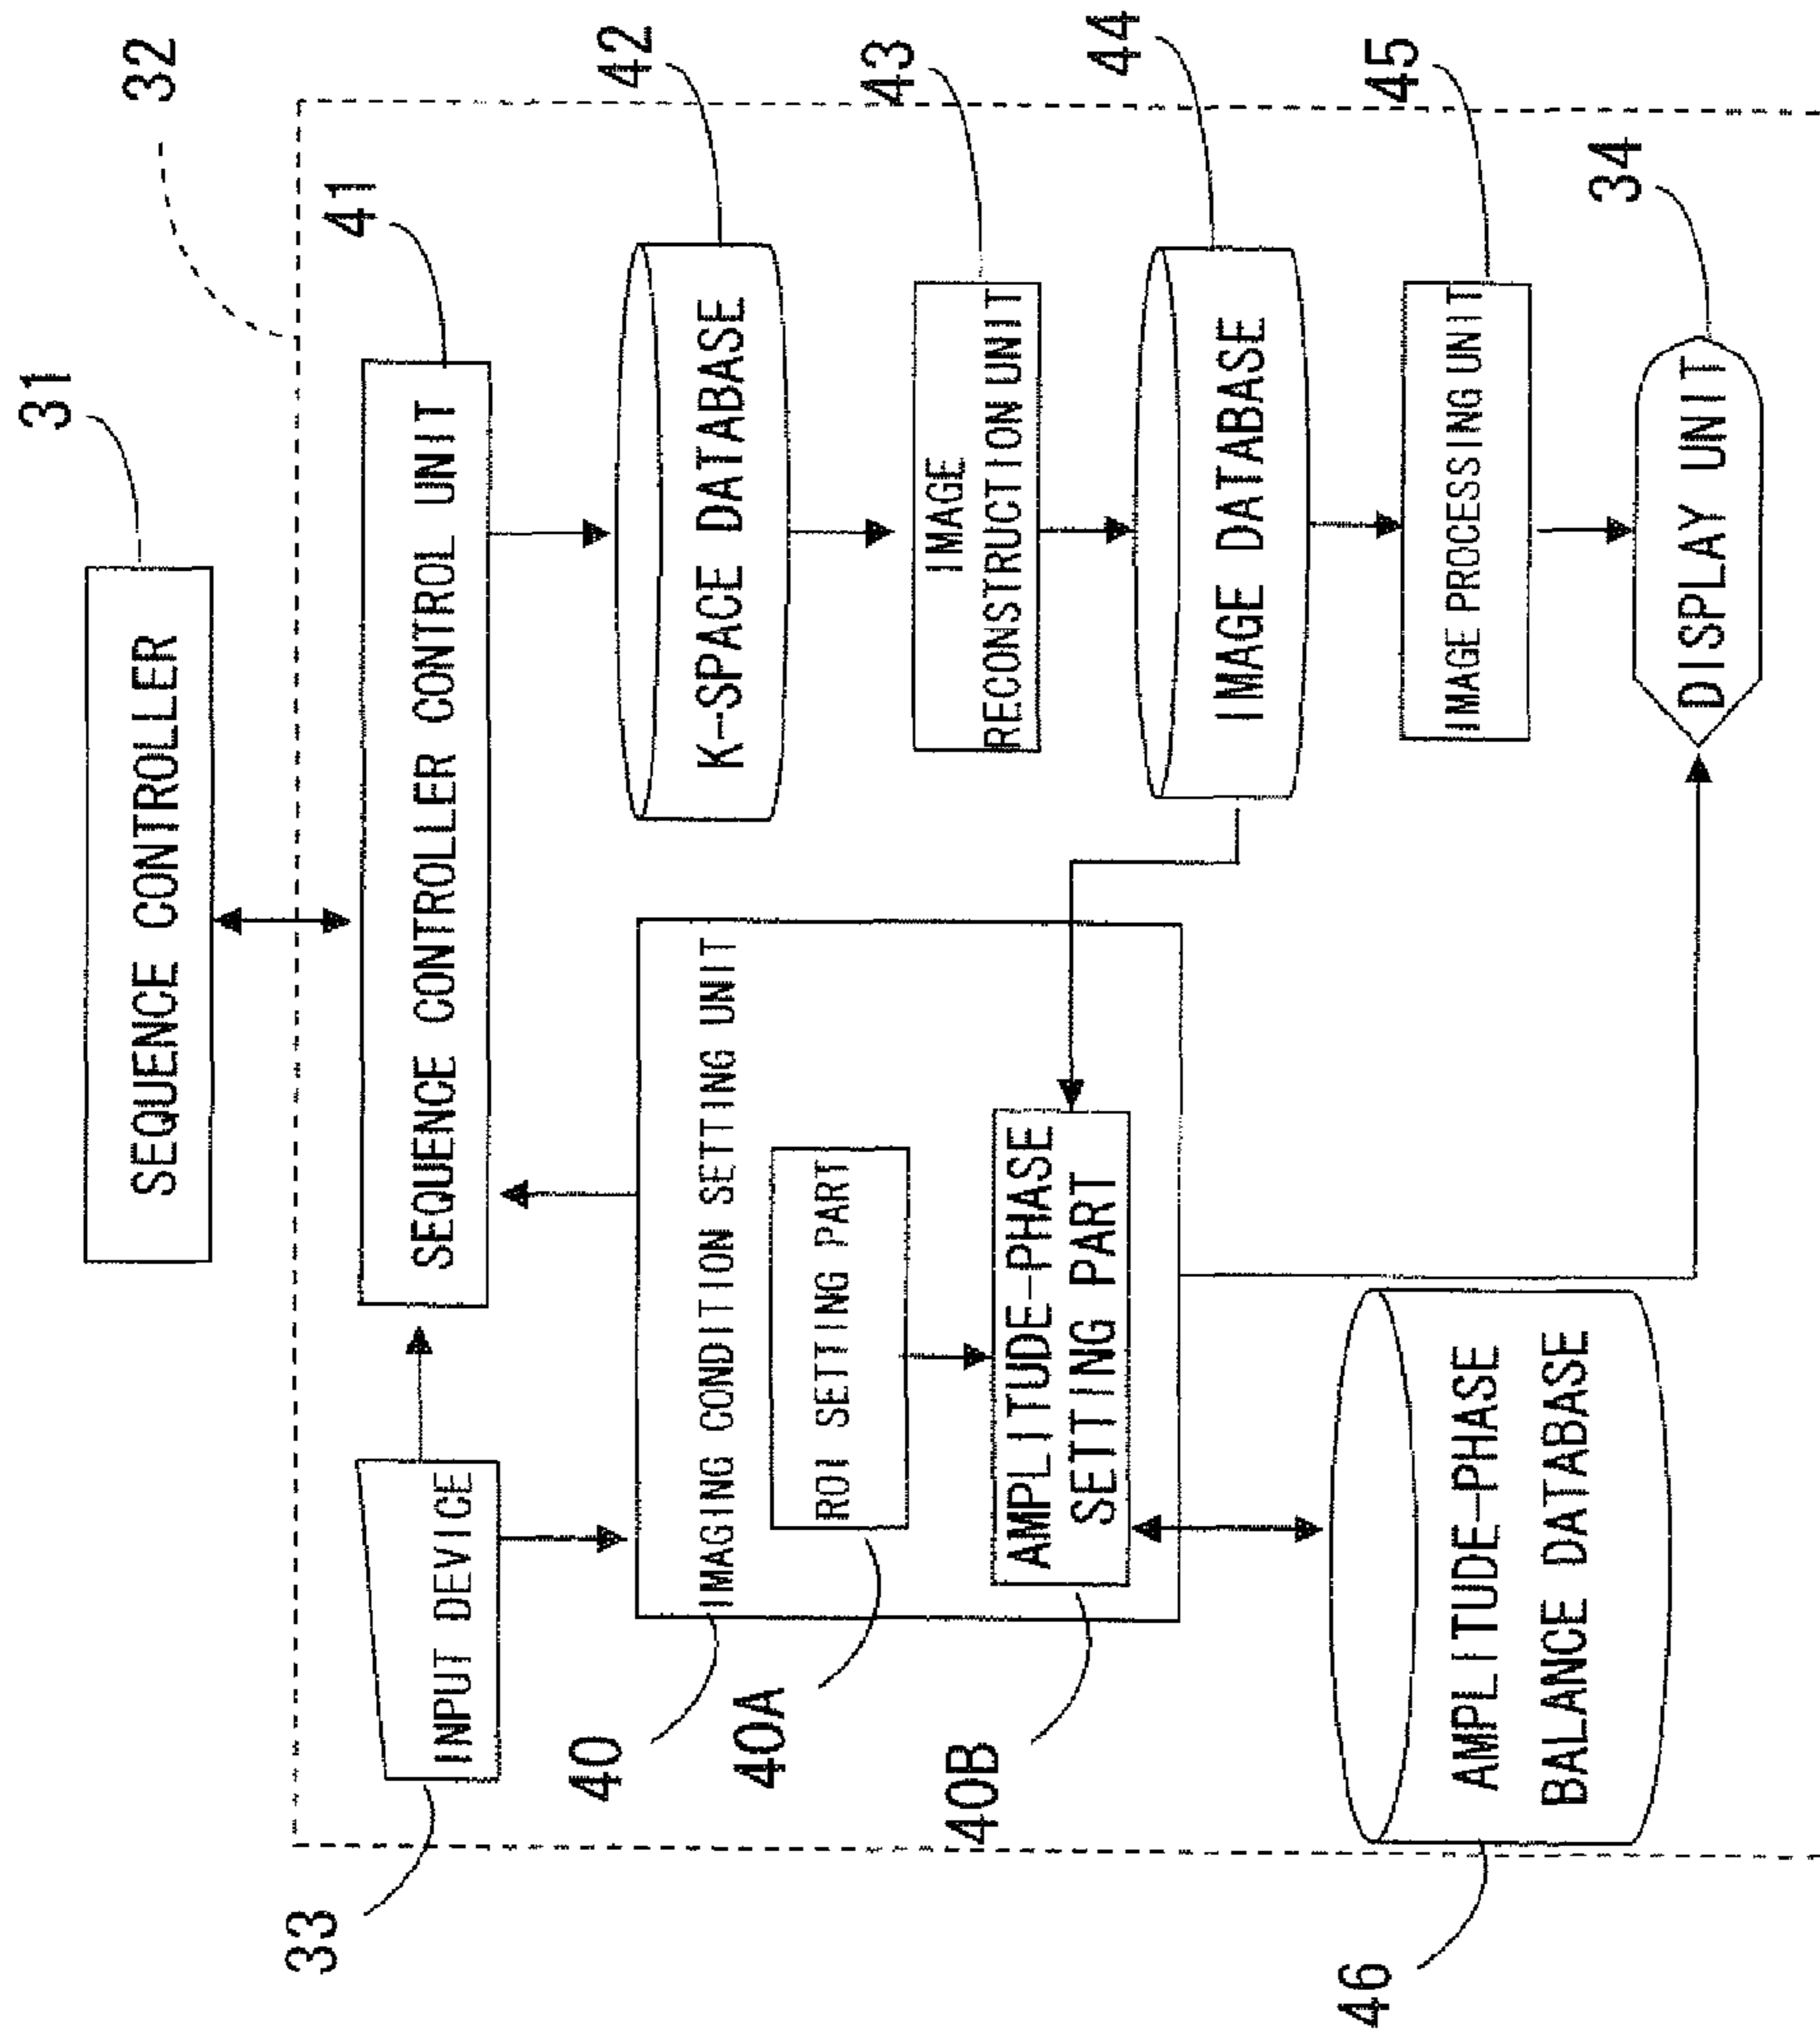 31
SEQUENCE CONTROLLER
32
33
INPUT DEVICE
SEQUENCE CONTROLLER CONTROL UNIT
41
40
IMAGING CONDITION SETTING UNIT
40A
ROI SETTING PART
40B
AMPLITUDE-PHASE
SETTING PART
46
AMPLITUDE-PHASE
BALANCE DATABASE
K-SPACE DATABASE
42
IMAGE
RECONSTRUCTION UNIT
43
IMAGE DATABASE
44
IMAGE PROCESSING UNIT
45
DISPLAY UNIT
34